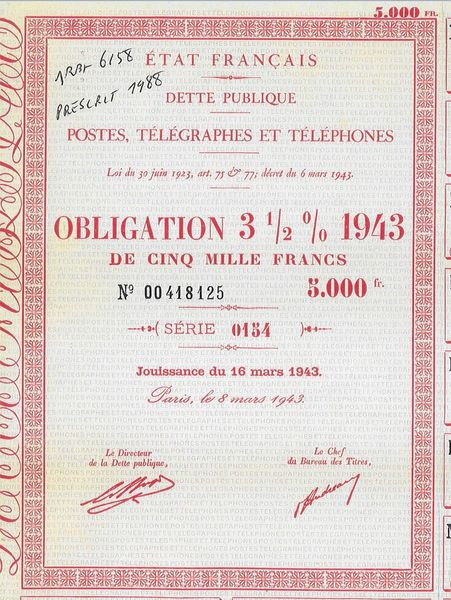 5.000 FR.
ARBT 6158
PRESCRIT 1988
ÉTAT FRANÇAIS
DETTE PUBLIQUE
POSTES, TÉLÉGRAPHES ET TÉLÉPHONES
Loi du 30 juin 1923, art. 75 & 77; décret du 6 mars 1943.
OBLIGATION 3 1/2 % 1943
DE CINQ MILLE FRANCS
Nº 00418125 5.000 fr.
SÉRIE 0154
Jouissance du 16 mars 1943.
Paris, le 8 mars 1943.
Le Directeur
de la Dette publique,
Le Chef
du Bureau des Titres,